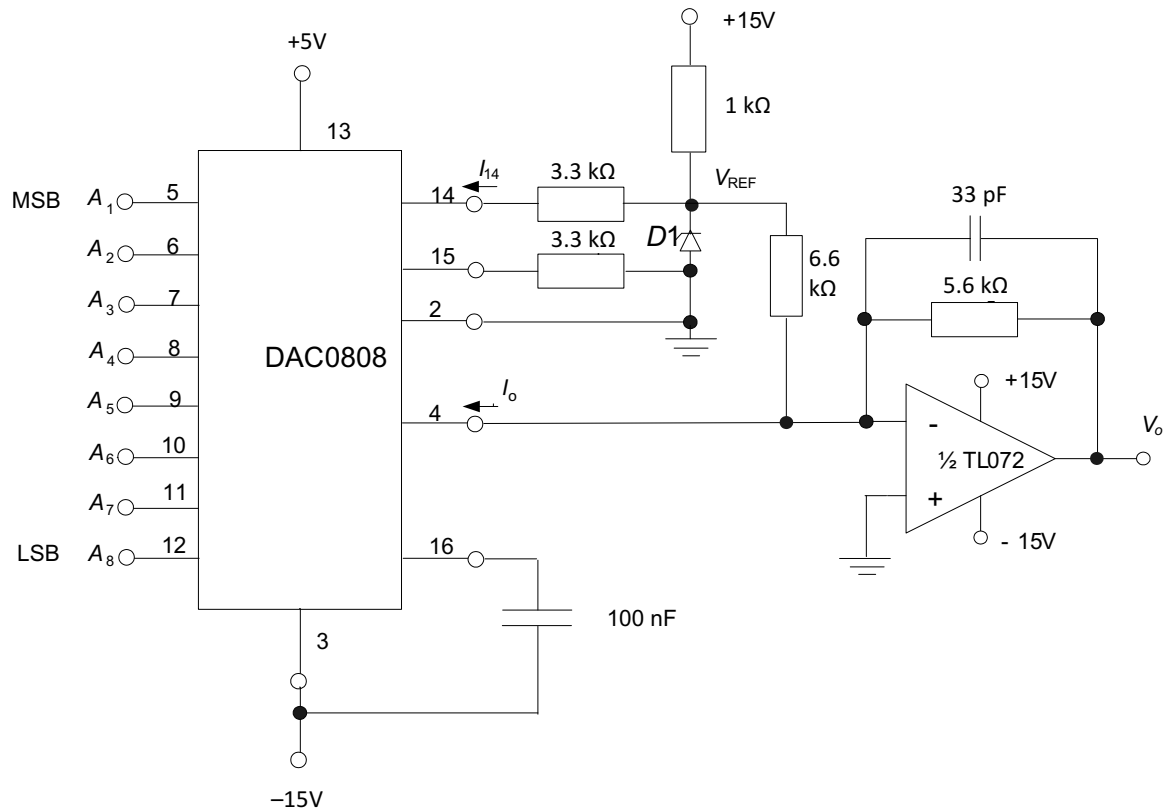 +15V
+5V
1 kΩ
13
I14
3.3 kΩ
VREF
33 pF
MSB A1 5
14
A2 6
D1
3.3 kΩ
15
6.6
kΩ
5.6 kΩ
A3 7
2
A4 8
DAC0808
+15V
A5 9
Io
4
-
Vo
A6 10
½ TL072
A7 11
+
LSB A8 12
16
- 15V
100 nF
3
–15V